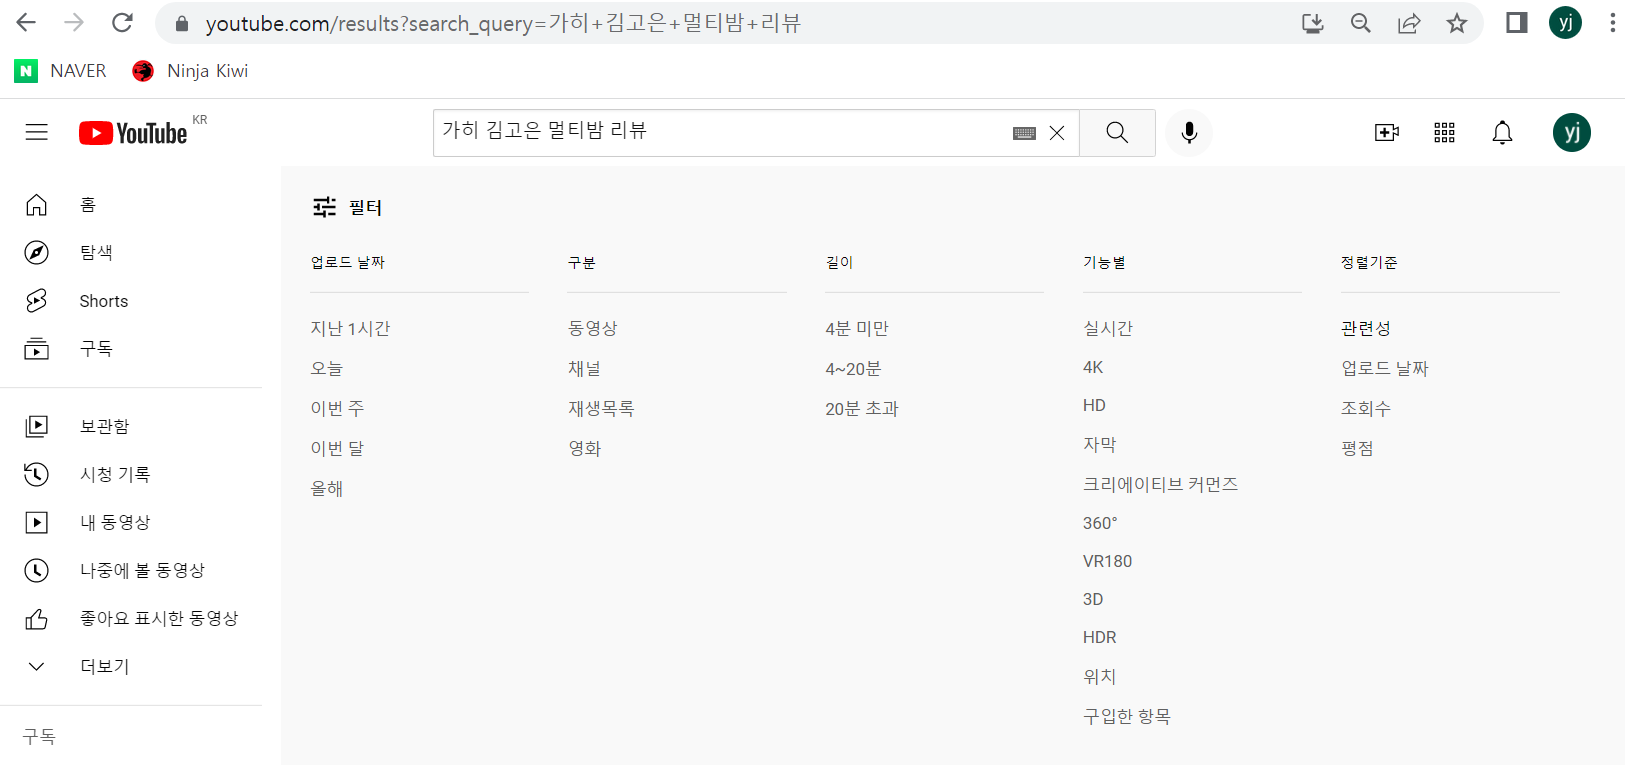 youtube.com/results?search_query=가히+김고은+멀티밤+리뷰
yj
N NAVER Ninja Kiwi
YouTube KR
가히 김고은 멀티밤 리뷰
yj
홈
탐색
Shorts
구독
보관함
시청 기록
내 동영상
나중에 볼 동영상
좋아요 표시한 동영상
더보기
구독
필터
업로드 날짜
지난 1시간
오늘
이번 주
이번 달
올해
구분
동영상
채널
재생목록
영화
길이
4분 미만
4~20분
20분 초과
기능별
실시간
4K
HD
자막
크리에이티브 커먼즈
360°
VR180
3D
HDR
위치
구입한 항목
정렬기준
관련성
업로드 날짜
조회수
평점